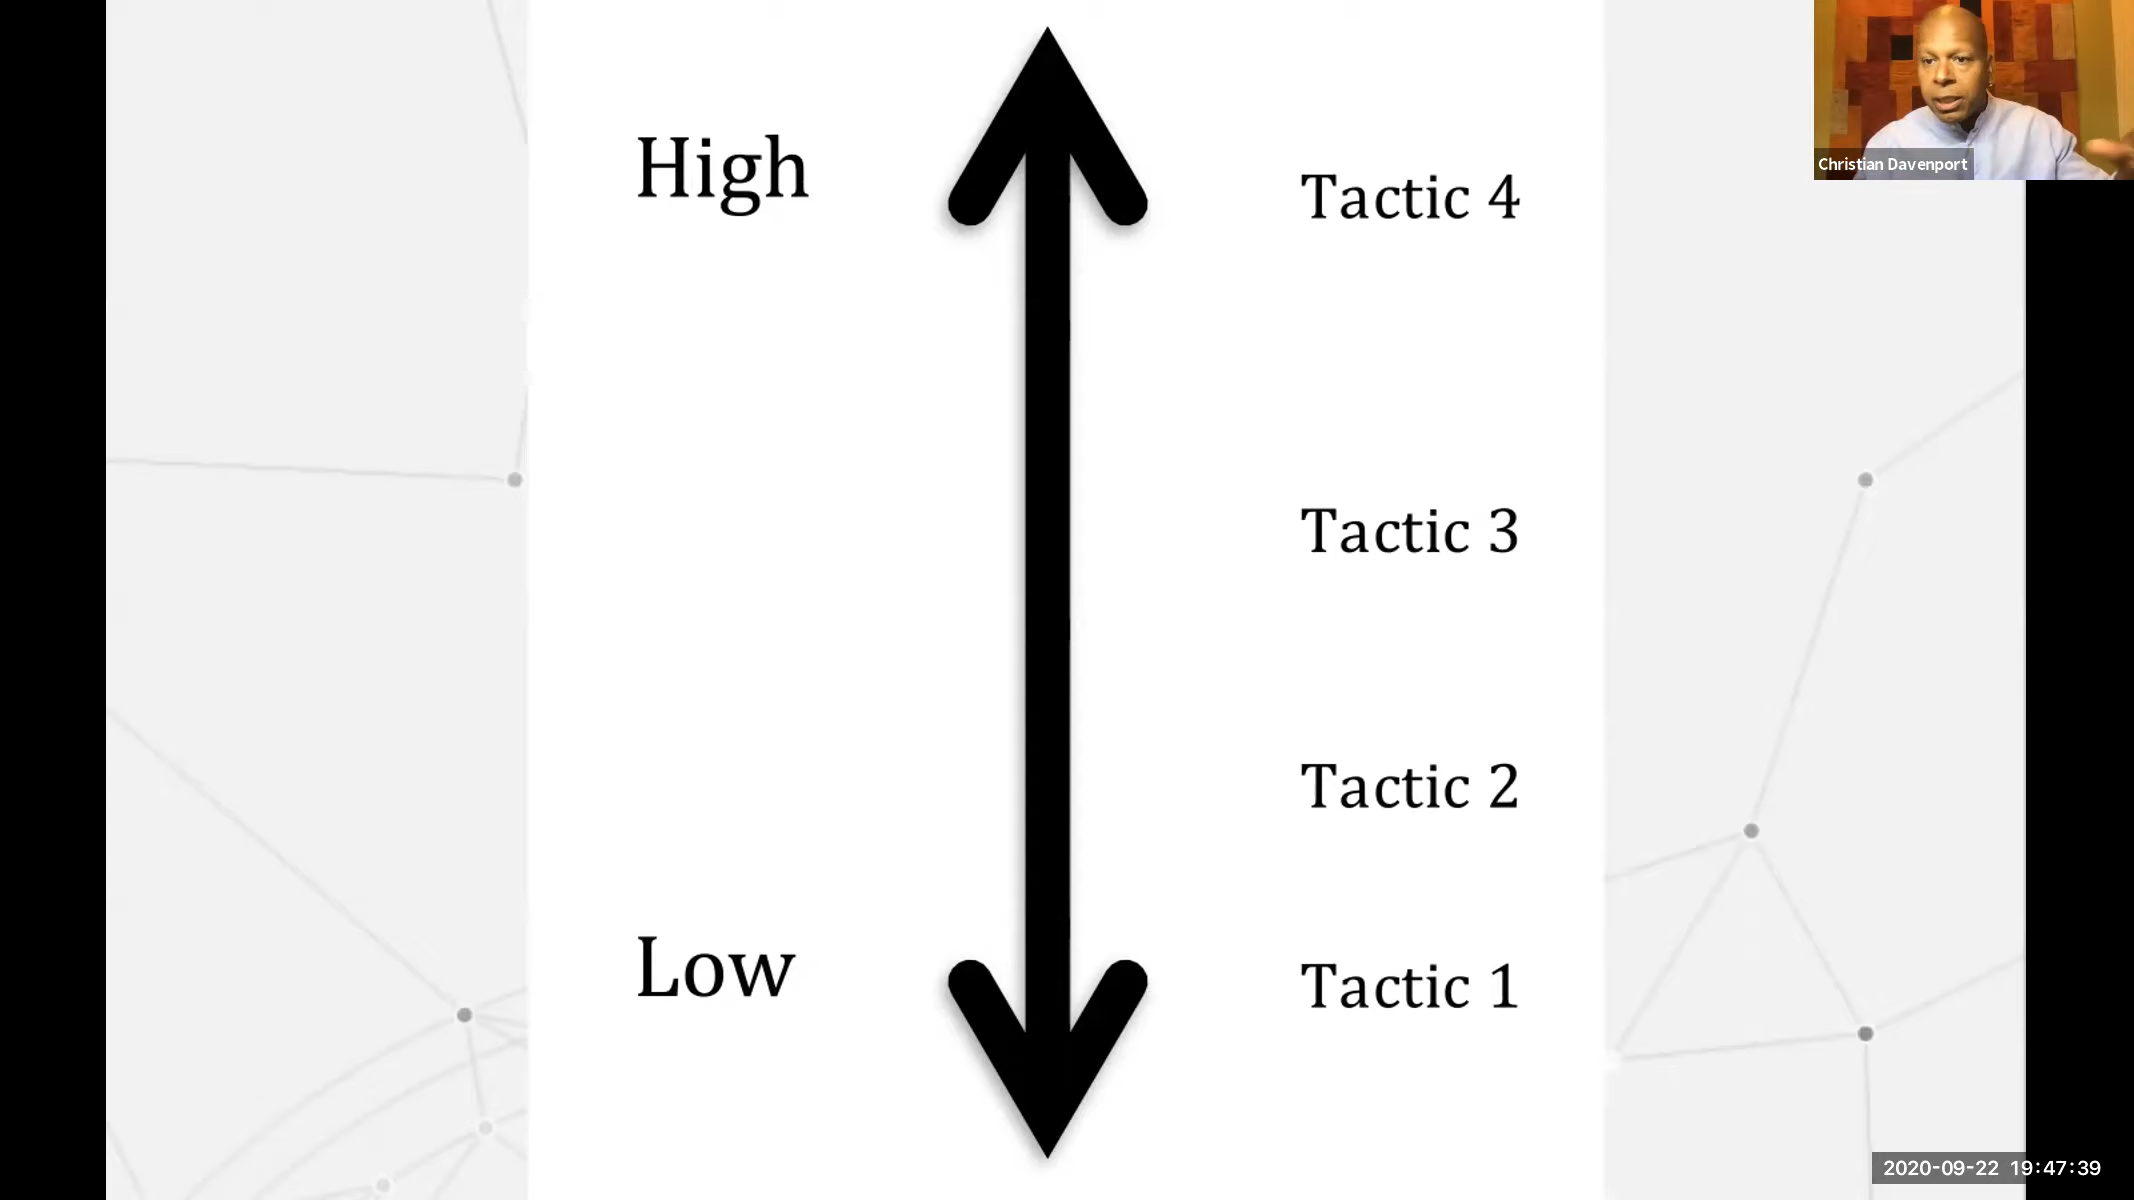 High
Tactic 4
Tactic 3
Tactic 2
Low
Tactic 1
Christian Davenport
2020-09-22 19:47:39